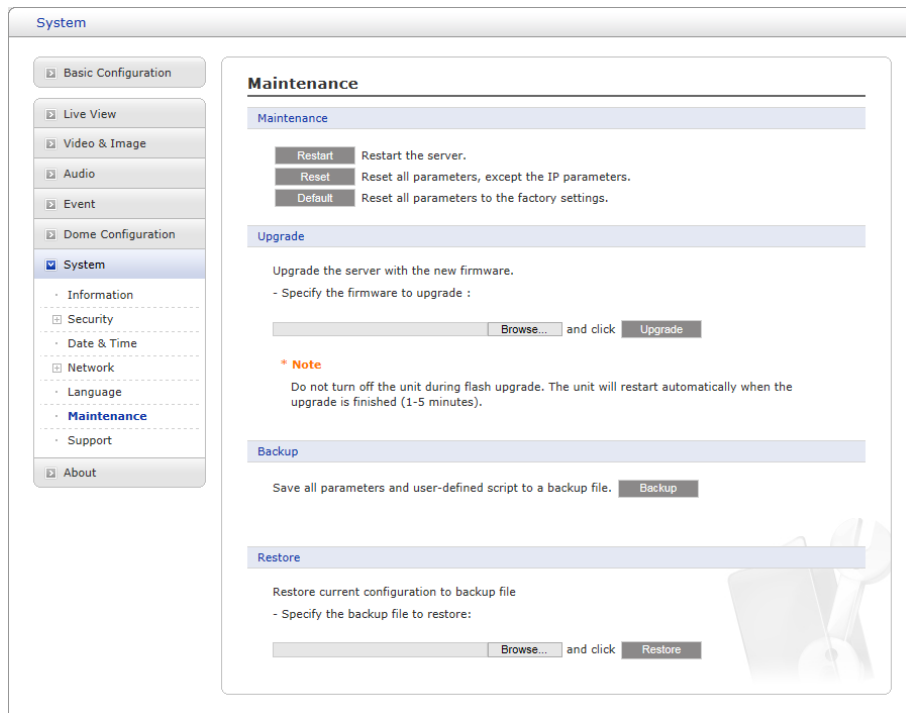 System
Basic Configuration
Live View
Video & Image
Audio
Event
Dome Configuration
System
Information
Security
Date & Time
Network
Language
Maintenance
Support
About
Maintenance
Maintenance
Restart Restart the server.
Reset Reset all parameters, except the IP parameters.
Default Reset all parameters to the factory settings.
Upgrade
Upgrade the server with the new firmware.
- Specify the firmware to upgrade :
Browse... and click Upgrade
* Note
Do not turn off the unit during flash upgrade. The unit will restart automatically when the
upgrade is finished (1-5 minutes).
Backup
Save all parameters and user-defined script to a backup file. Backup
Restore
Restore current configuration to backup file
- Specify the backup file to restore:
Browse... and click Restore